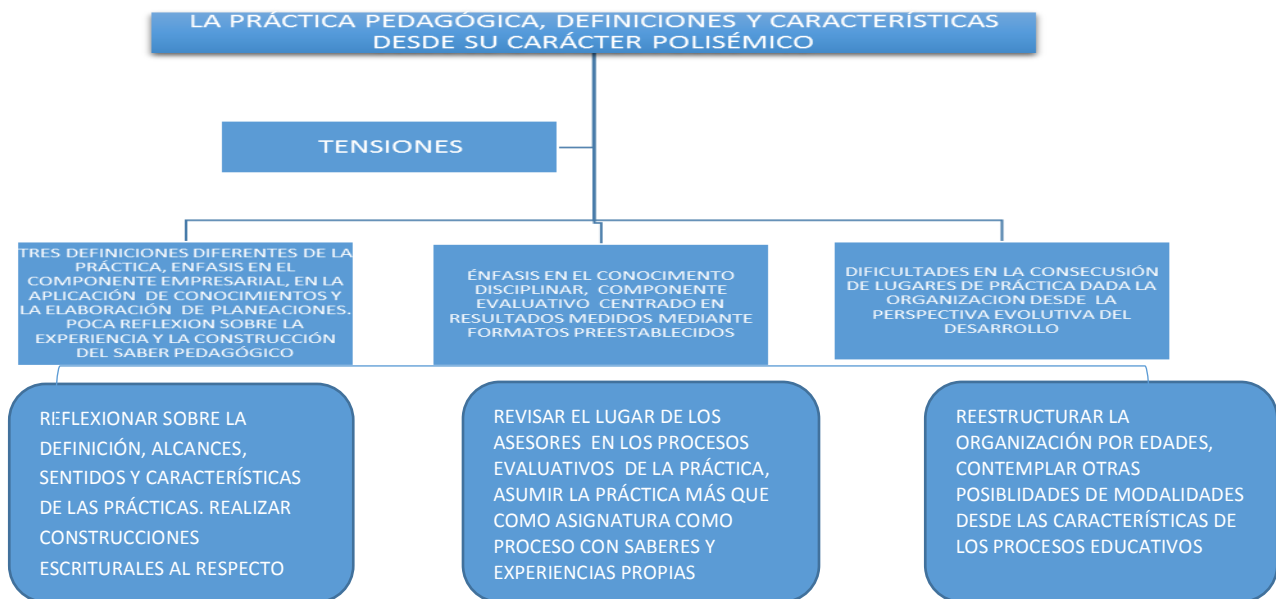 LA PRÁCTICA PEDAGÓGICA, DEFINICIONES Y CARACTERÍSTICAS
DESDE SU CARÁCTER POLISÉMICO
TENSIONES
TRES DEFINICIONES DIFERENTES DE LA
PRÁCTICA, ENFASIS EN EL
COMPONENTE EMPRESARIAL, EN LA
APLICACIÓN DE CONOCIMIENTOS Y
LA ELABORACIÓN DE PLANEACIONES.
POCA REFLEXION SOBRE LA
EXPERIENCIA Y LA CONSTRUCCIÓN
DEL SABER PEDAGÓGICO
ÉNFASIS EN EL CONOCIMENTO
DISCIPLINAR, COMPONENTE
EVALUATIVO CENTRADO EN
RESULTADOS MEDIDOS MEDIANTE
FORMATOS PREESTABLECIDOS
DIFICULTADES EN LA CONSECUSIÓN
DE LUGARES DE PRÁCTICA DADA LA
ORGANIZACION DESDE LA
PERSPECTIVA EVOLUTIVA DEL
DESARROLLO
REFLEXIONAR SOBRE LA
DEFINICIÓN, ALCANCES,
SENTIDOS Y CARACTERÍSTICAS
DE LAS PRÁCTICAS. REALIZAR
CONSTRUCCIONES
ESCRITURALES AL RESPECTO
REVISAR EL LUGAR DE LOS
ASESORES EN LOS PROCESOS
EVALUATIVOS DE LA PRÁCTICA,
ASUMIR LA PRÁCTICA MÁS QUE
COMO ASIGNATURA COMO
PROCESO CON SABERES Y
EXPERIENCIAS PROPIAS
REESTRUCTURAR LA
ORGANIZACIÓN POR EDADES,
CONTEMPLAR OTRAS
POSIBLIDADES DE MODALIDADES
DESDE LAS CARACTERÍSTICAS DE
LOS PROCESOS EDUCATIVOS